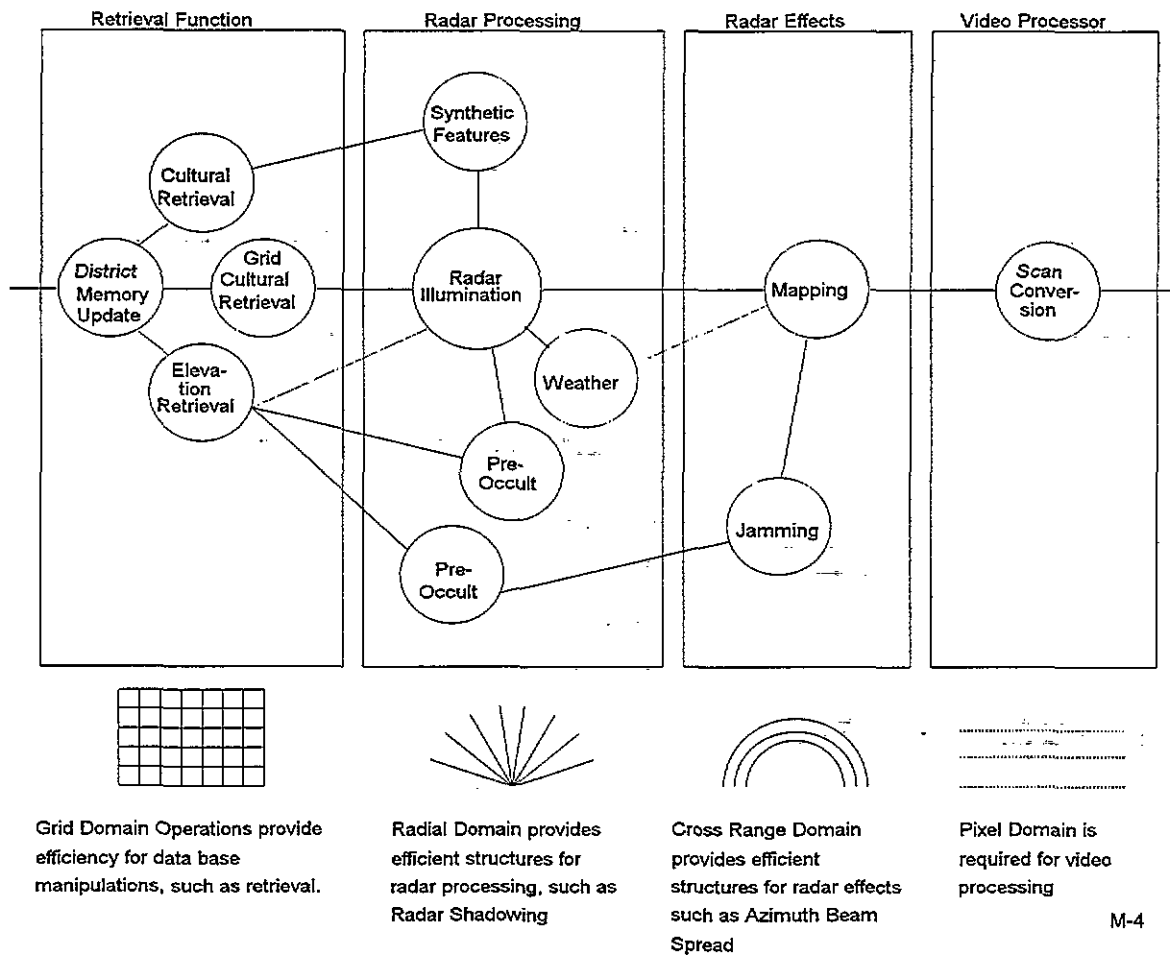 Retrieval Function
Radar Processing
Radar Effects
Video Processor
Synthetic
Features
Cultural
Retrieval
District
Memory
Update
Grid
Cultural
Retrieval
Radar
Illumination
Mapping
Scan
Conver-
sion
Eleva-
tion
Retrieval
Weather
Pre-
Occult
Pre-
Occult
Jamming
Grid Domain Operations provide
efficiency for data base
manipulations, such as retrieval.
Radial Domain provides
efficient structures for
radar processing, such as
Radar Shadowing
Cross Range Domain
provides efficient
structures for radar effects
such as Azimuth Beam
Spread
Pixel Domain is
required for video
processing
M-4